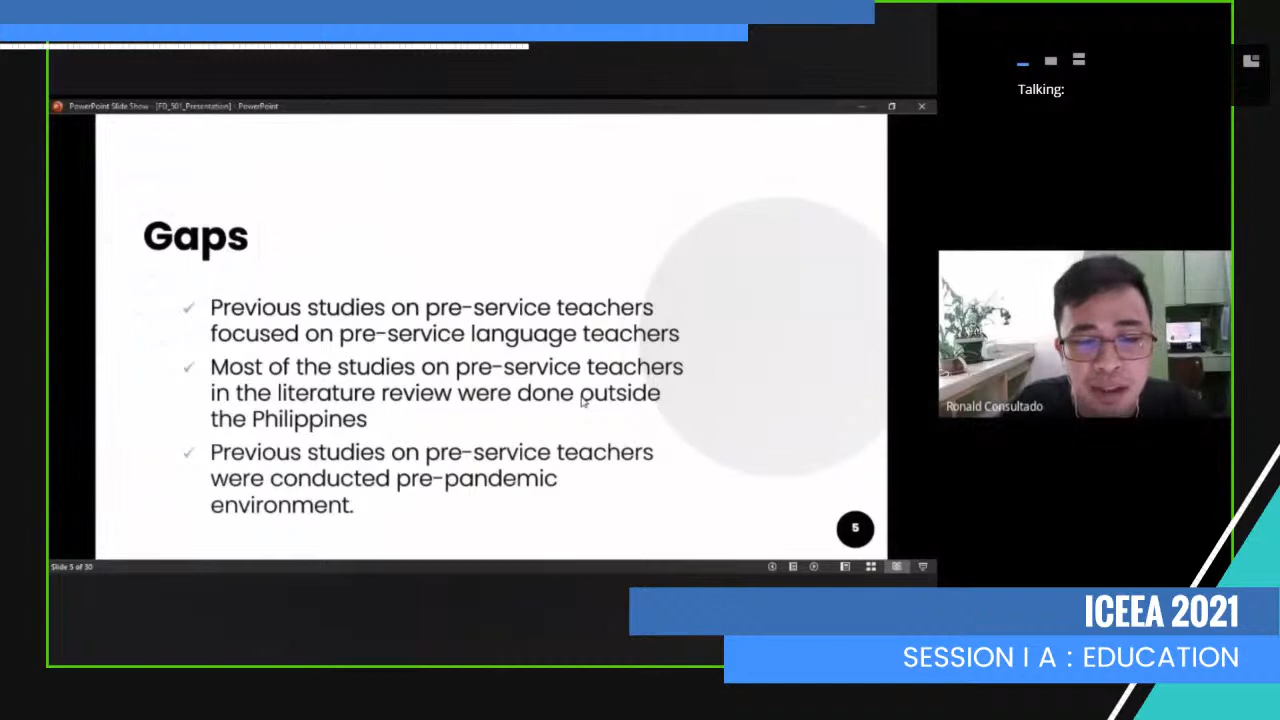 PowerPoint Slide Show - [FD_501_Presentation] - PowerPoint
Talking:
Gaps
Previous studies on pre-service teachers
focused on pre-service language teachers
Most of the studies on pre-service teachers
in the literature review were done outside
the Philippines
Previous studies on pre-service teachers
were conducted pre-pandemic
environment.
5
Slide 5 of 30
Ronald Consultado
ICEEA 2021
SESSION I A : EDUCATION